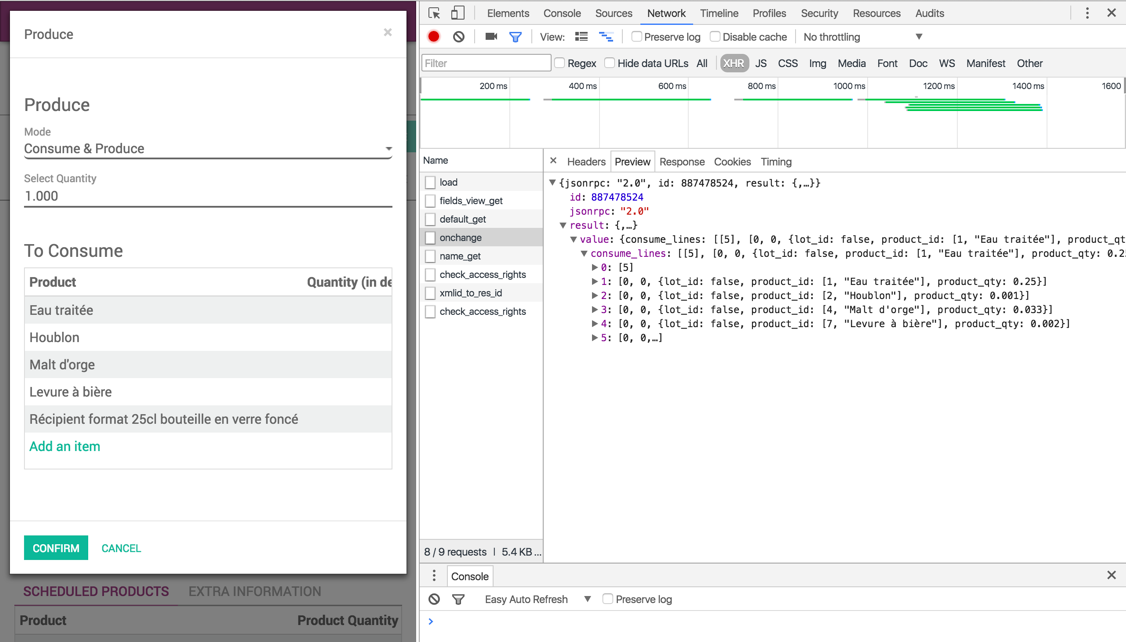 Produce
×
Produce
Mode
Consume & Produce
Select Quantity
1.000
To Consume
Product Quantity (in de
Eau traitée
Houblon
Malt d'orge
Levure à bière
Récipient format 25cl bouteille en verre foncé
Add an item
CONFIRM CANCEL
SCHEDULED PRODUCTS EXTRA INFORMATION
Product Product Quantity
Elements Console Sources Network Timeline Profiles Security Resources Audits
View: Preserve log Disable cache No throttling
Filter Regex Hide data URLs All XHR JS CSS Img Media Font Doc WS Manifest Other
200 ms 400 ms 600 ms 800 ms 1000 ms 1200 ms 1400 ms 1600
Name
load
fields_view_get
default_get
onchange
name_get
check_access_rights
xmlid_to_res_id
check_access_rights
8 / 9 requests | 5.4 KB ...
× Headers Preview Response Cookies Timing
▼{jsonrpc: "2.0", id: 887478524, result: {,…}}
id: 887478524
jsonrpc: "2.0"
▼result: {,…}
▼value: {consume_lines: [[5], [0, 0, {lot_id: false, product_id: [1, "Eau traitée"], product_qt
▼consume_lines: [[5], [0, 0, {lot_id: false, product_id: [1, "Eau traitée"], product_qty: 0.2
▶0: [5]
▶1: [0, 0, {lot_id: false, product_id: [1, "Eau traitée"], product_qty: 0.25}]
▶2: [0, 0, {lot_id: false, product_id: [2, "Houblon"], product_qty: 0.001}]
▶3: [0, 0, {lot_id: false, product_id: [4, "Malt d'orge"], product_qty: 0.033}]
▶4: [0, 0, {lot_id: false, product_id: [7, "Levure à bière"], product_qty: 0.002}]
▶5: [0, 0,…]
Console
Easy Auto Refresh ▼ Preserve log
>